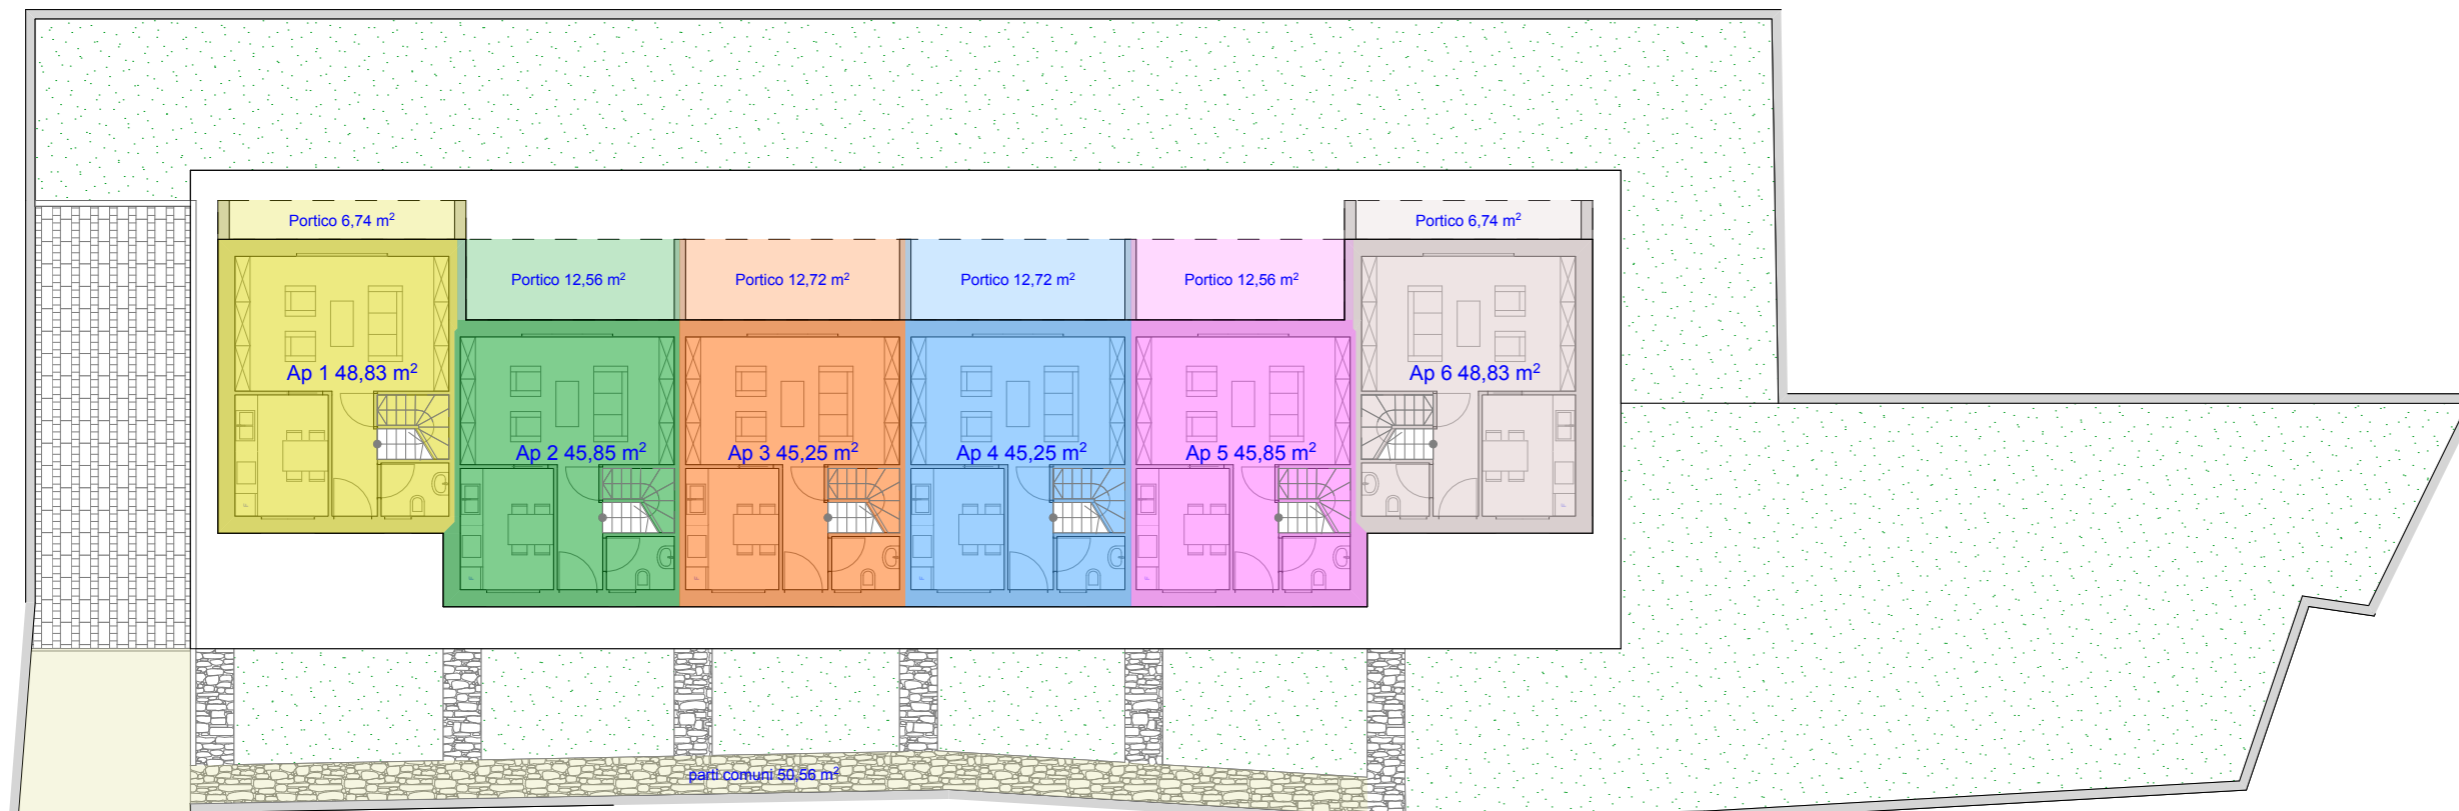 Portico 6,74 m²
Portico 6,74 m²
Portico 12,56 m²
Portico 12,72 m²
Portico 12,72 m²
Portico 12,56 m²
Ap 1 48,83 m²
Ap 6 48,83 m²
Ap 2 45,85 m²
Ap 3 45,25 m²
Ap 4 45,25 m²
Ap 5 45,85 m²
parti comuni 50,56 m²